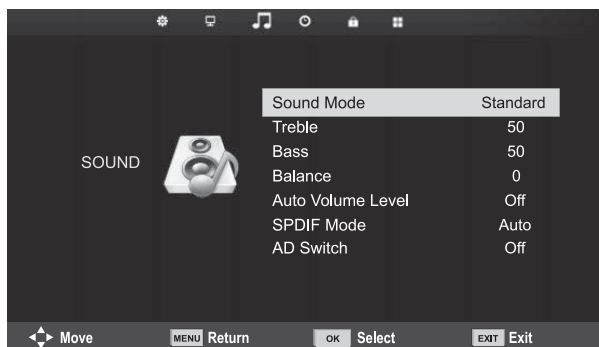 Sound Mode Standard
Treble 50
Bass 50
SOUND
Balance 0
Auto Volume Level Off
SPDIF Mode Auto
AD Switch Off
Move MENU Return OK Select EXIT Exit